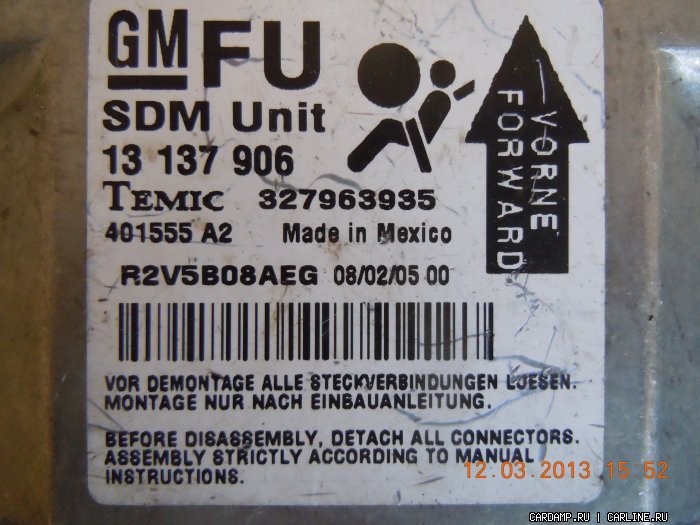 GM FU
SDM Unit
13 137 906
TEMIC 327963935
401555 A2 Made in Mexico
R2V5B08AEG 08/02/05 00
VORNE
FORWARD
VOR DEMONTAGE ALLE STECKVERBINDUNGEN LOESEN.
MONTAGE NUR NACH EINBAUANLEITUNG.
BEFORE DISASSEMBLY, DETACH ALL CONNECTORS.
ASSEMBLY STRICTLY ACCORDING TO MANUAL
INSTRUCTIONS.
12.03.2013 15:52
CARDAMP.RU | CARLINE.RU